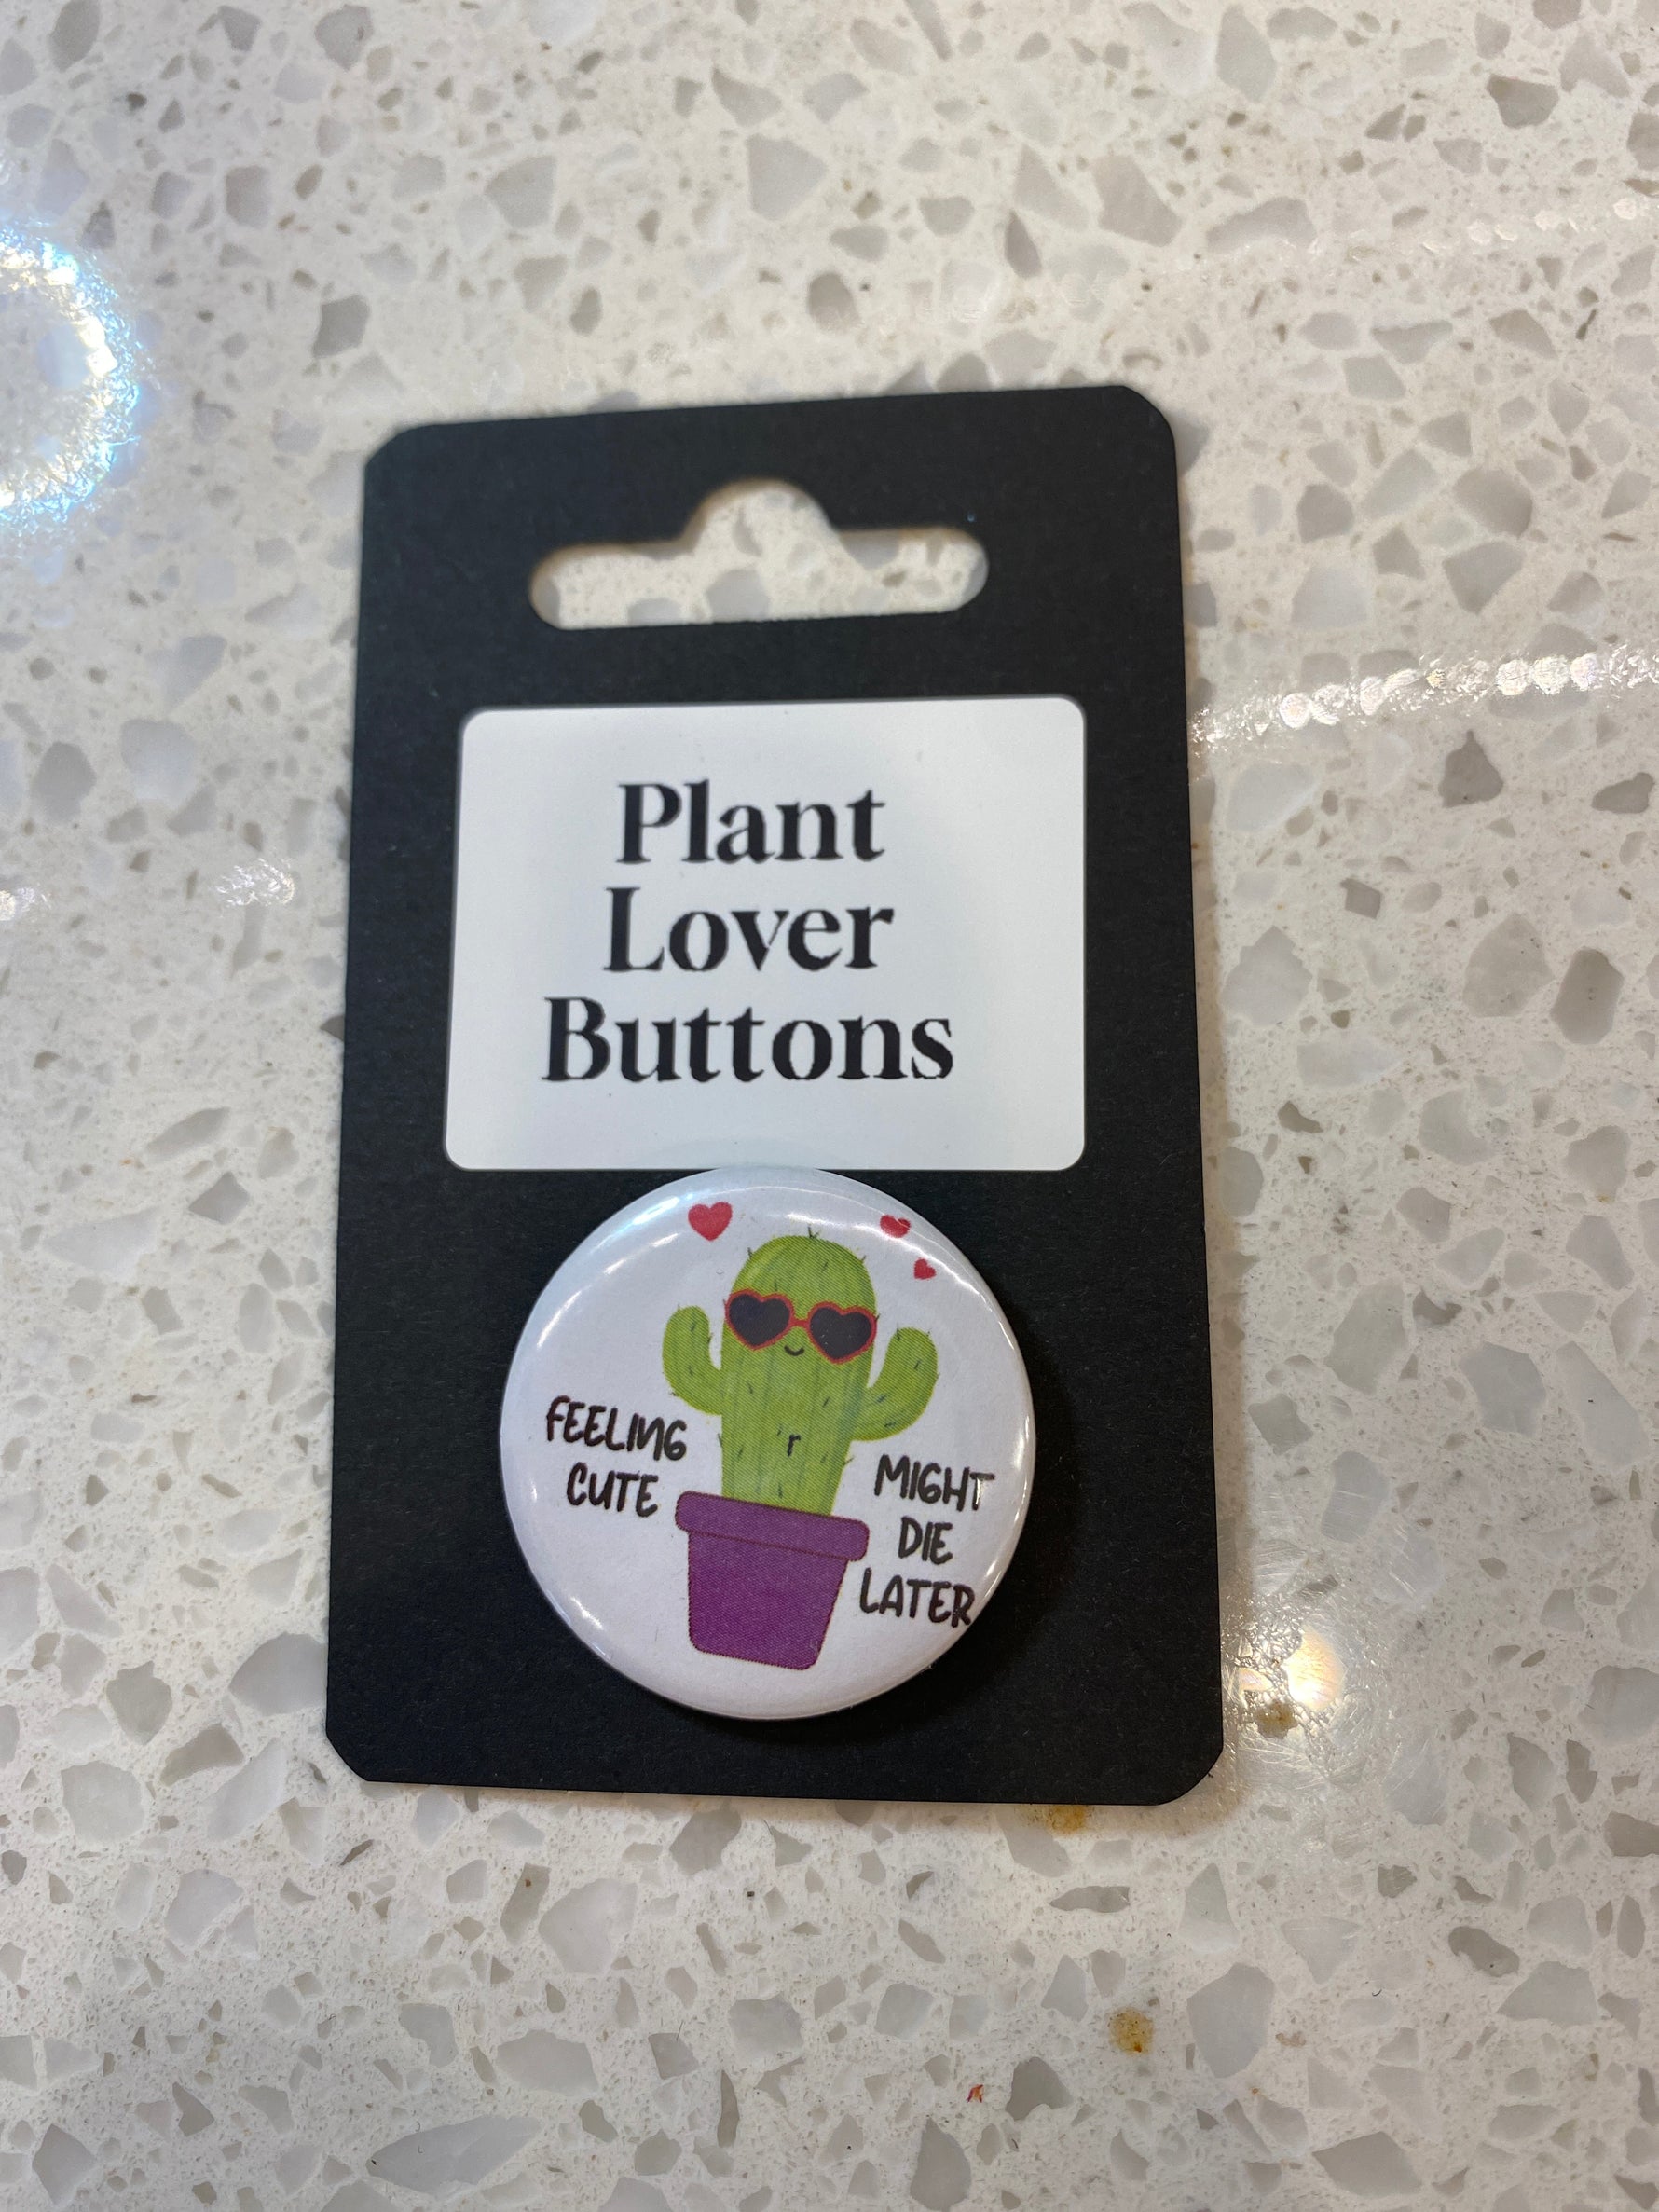 Plant
Lover
Buttons
FEELING
CUTE
MIGHT
DIE
LATER